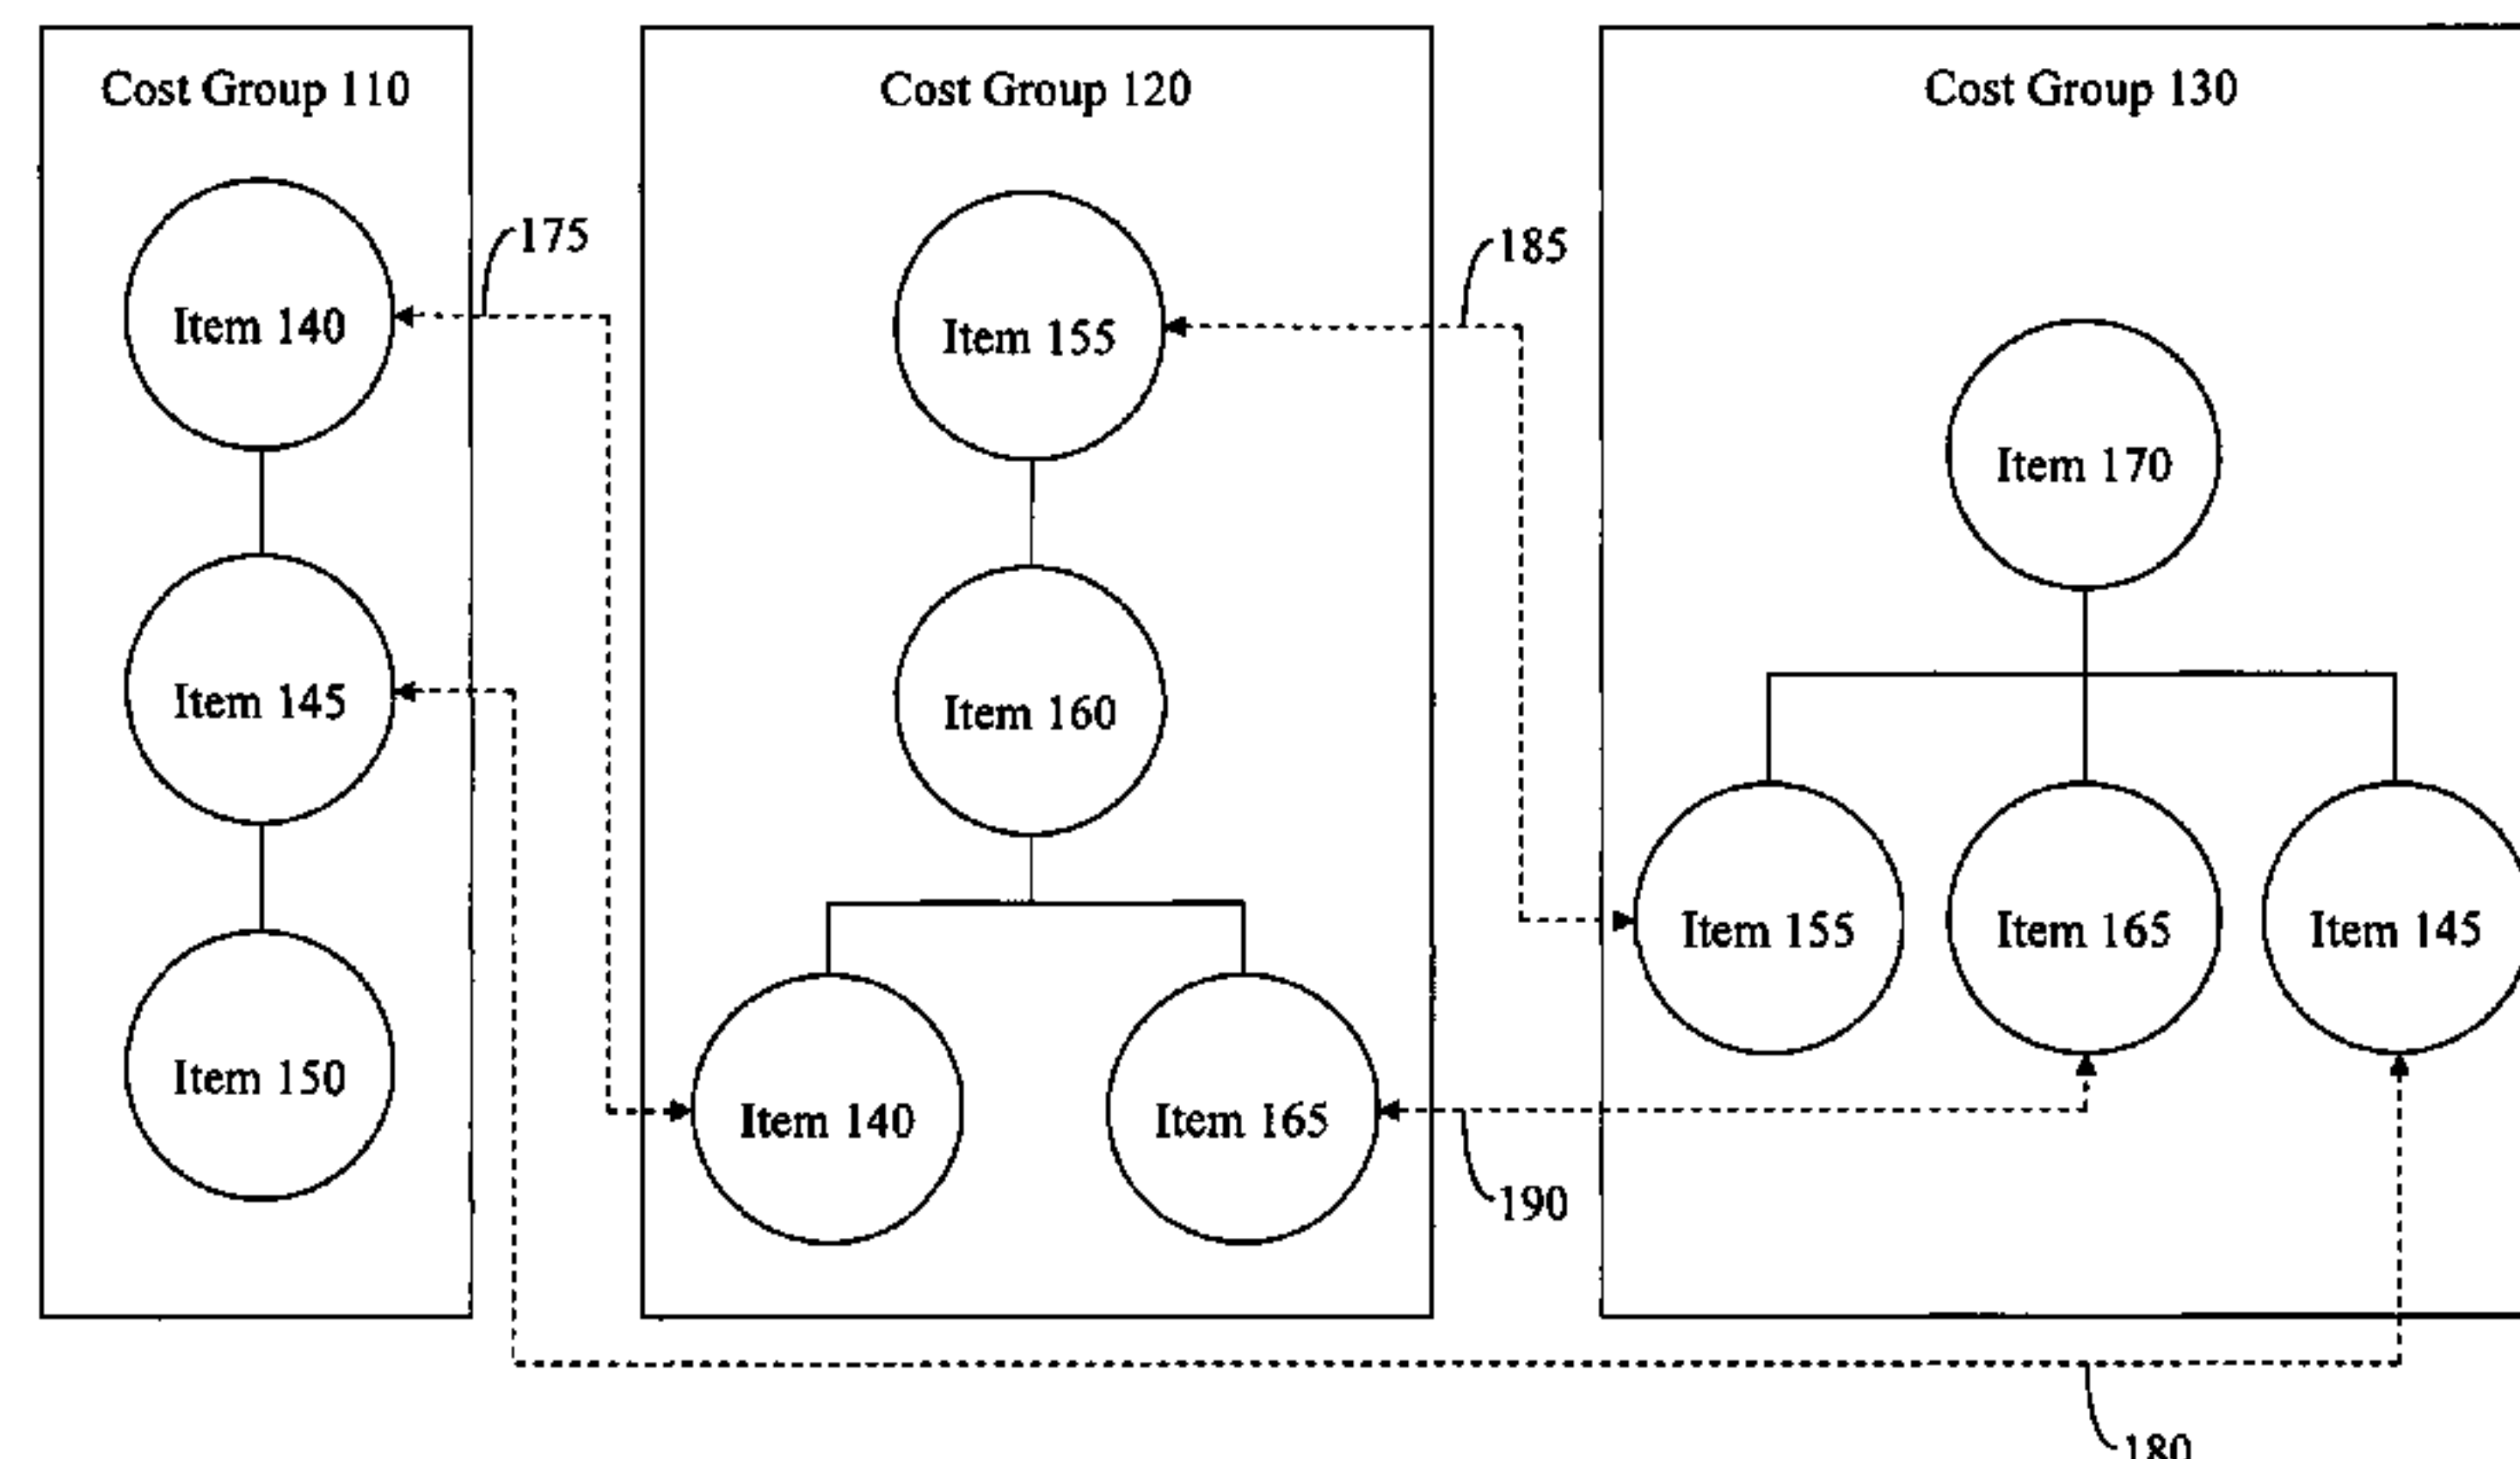 Cost Group 110
Cost Group 120
Cost Group 130
175
185
Item 140
Item 155
Item 170
Item 145
Item 160
Item 155
Item 165
Item 145
Item 150
Item 140
Item 165
190
180